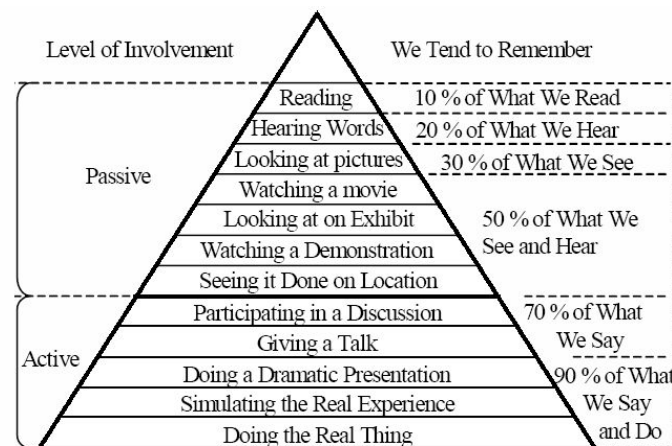 Level of Involvement
We Tend to Remember
Reading
10 % of What We Read
Hearing Words
20 % of What We Hear
Looking at pictures
30 % of What We See
Passive
Watching a movie
Looking at on Exhibit
50 % of What We
See and Hear
Watching a Demonstration
Seeing it Done on Location
Participating in a Discussion
70 % of What
We Say
Giving a Talk
Active
Doing a Dramatic Presentation
90 % of What
We Say
and Do
Simulating the Real Experience
Doing the Real Thing